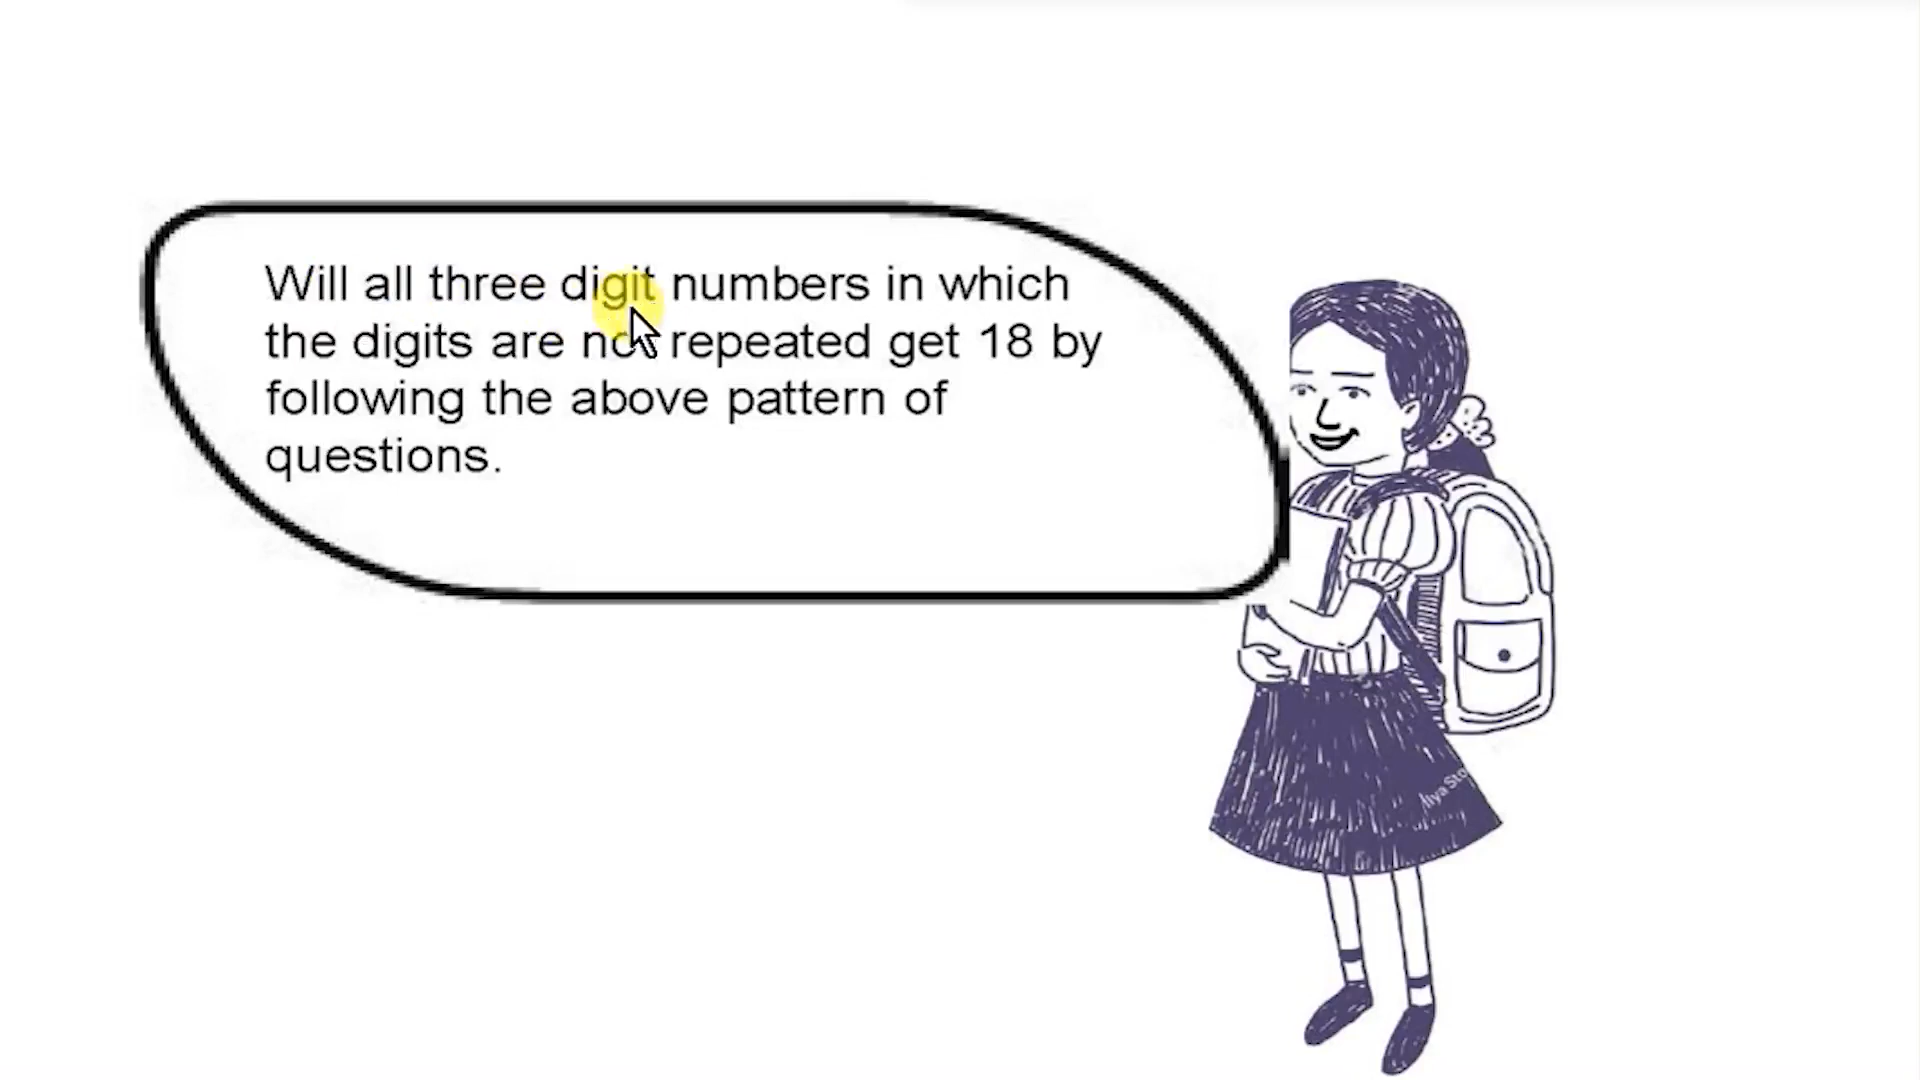 Will all three digit numbers in which
the digits are not repeated get 18 by
following the above pattern of
questions.